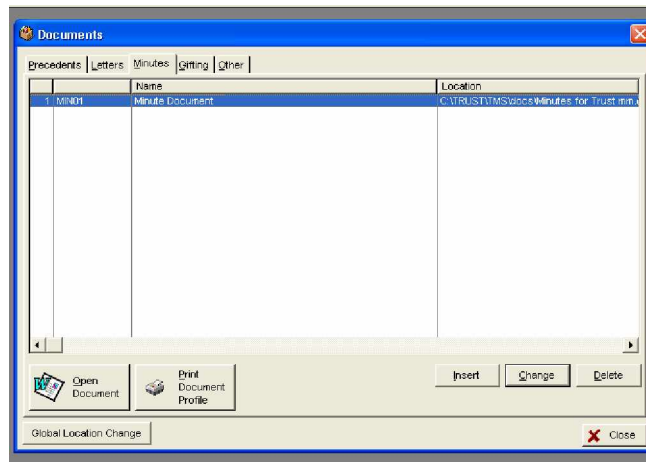 Documents
Precedents Letters Minutes Gifting Other
Name Location
1 MIN01 Minute Document C:\TRUST\TMS\docs\Minutes for Trust mm.
Open Document
Print Document Profile
Insert Change Delete
Global Location Change
Close